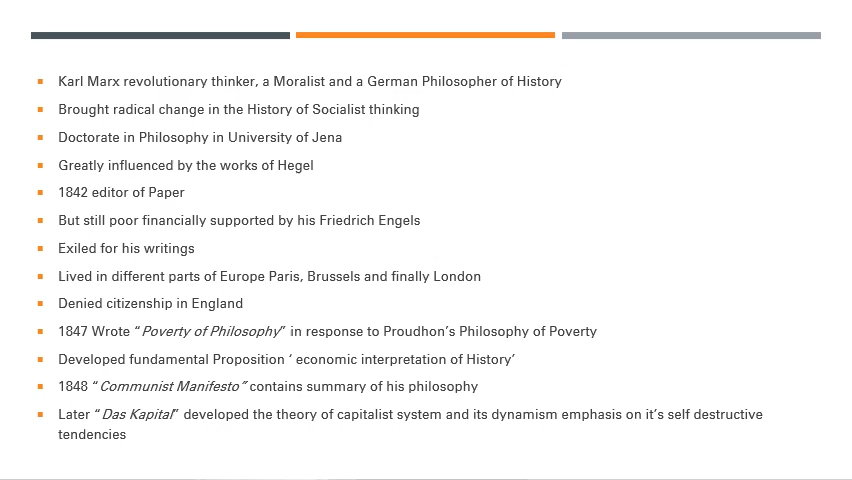 Karl Marx revolutionary thinker, a Moralist and a German Philosopher of History
Brought radical change in the History of Socialist thinking
Doctorate in Philosophy in University of Jena
Greatly influenced by the works of Hegel
1842 editor of Paper
But still poor financially supported by his Friedrich Engels
Exiled for his writings
Lived in different parts of Europe Paris, Brussels and finally London
Denied citizenship in England
1847 Wrote “Poverty of Philosophy” in response to Proudhon’s Philosophy of Poverty
Developed fundamental Proposition ‘ economic interpretation of History’
1848 “Communist Manifesto” contains summary of his philosophy
Later “Das Kapital” developed the theory of capitalist system and its dynamism emphasis on it’s self destructive
tendencies